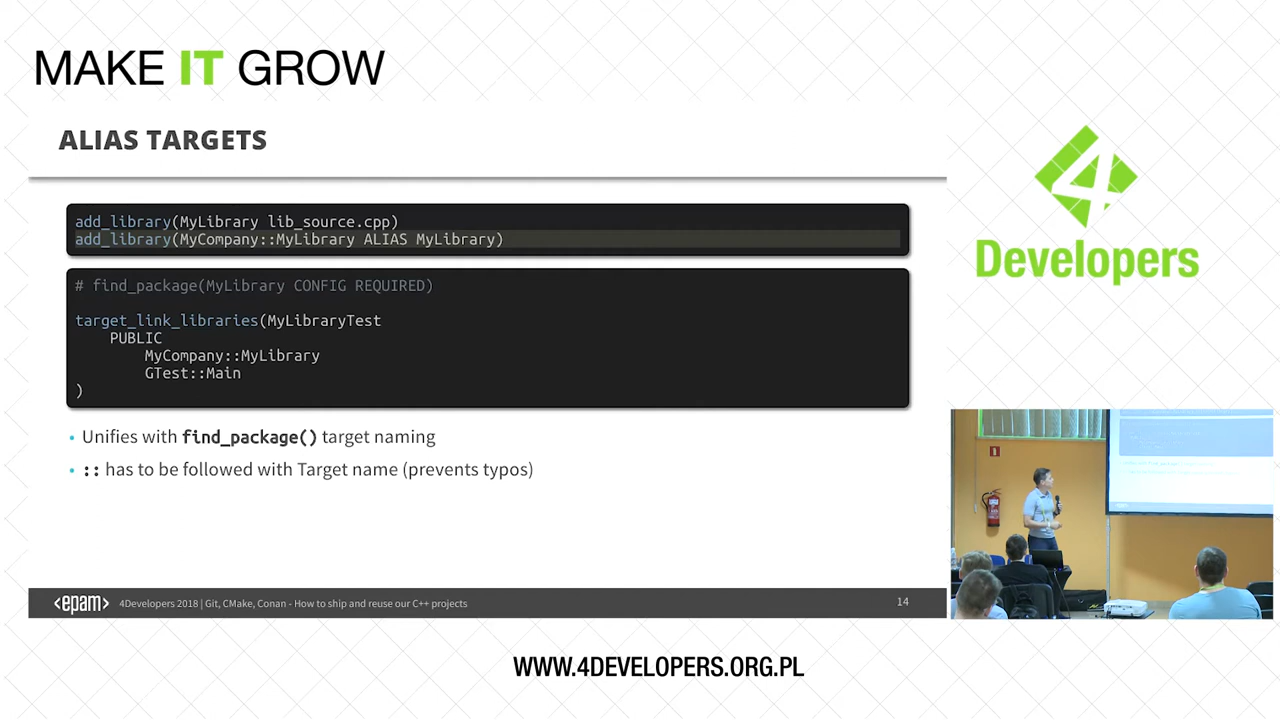 MAKE IT GROW
ALIAS TARGETS
add_library(MyLibrary lib_source.cpp)
add_library(MyCompany::MyLibrary ALIAS MyLibrary)
# find_package(MyLibrary CONFIG REQUIRED)
target_link_libraries(MyLibraryTest
PUBLIC
MyCompany::MyLibrary
GTest::Main
)
• Unifies with find_package() target naming
• :: has to be followed with Target name (prevents typos)
<epam> 4Developers 2018 | Git, CMake, Conan - How to ship and reuse our C++ projects 14
4
Developers
WWW.4DEVELOPERS.ORG.PL